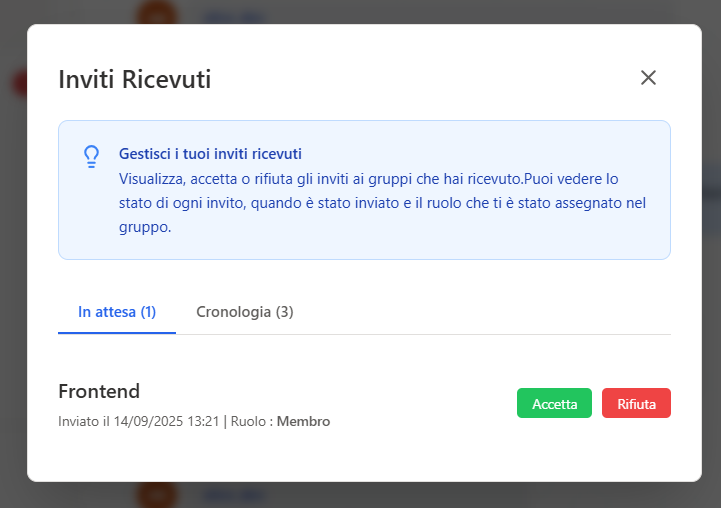 Inviti Ricevuti
Gestisci i tuoi inviti ricevuti
Visualizza, accetta o rifiuta gli inviti ai gruppi che hai ricevuto.Puoi vedere lo
stato di ogni invito, quando è stato inviato e il ruolo che ti è stato assegnato nel
gruppo.
In attesa (1)
Cronologia (3)
Frontend
Inviato il 14/09/2025 13:21 | Ruolo : Membro
Accetta
Rifiuta